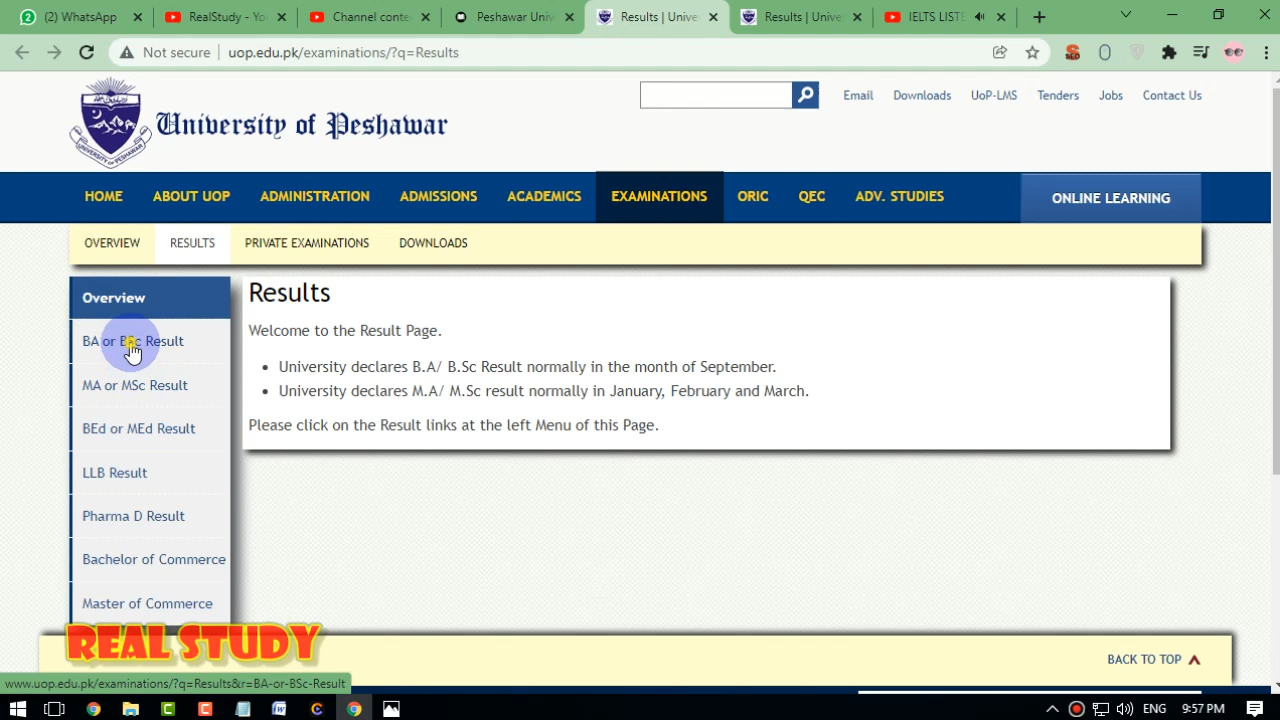 (2) WhatsApp
RealStudy - Yo
Channel conte
Peshawar Univ
Results | Unive
Results | Unive
IELTS LISTE
Not secure
uop.edu.pk/examinations/?q=Results
University of Peshawar
Email
Downloads
UoP-LMS
Tenders
Jobs
Contact Us
HOME
ABOUT UOP
ADMINISTRATION
ADMISSIONS
ACADEMICS
EXAMINATIONS
ORIC
QEC
ADV. STUDIES
ONLINE LEARNING
OVERVIEW
RESULTS
PRIVATE EXAMINATIONS
DOWNLOADS
Overview
BA or BSc Result
MA or MSc Result
BEd or MEd Result
LLB Result
Pharma D Result
Bachelor of Commerce
Master of Commerce
Results
Welcome to the Result Page.
University declares B.A/ B.Sc Result normally in the month of September.
University declares M.A/ M.Sc result normally in January, February and March.
Please click on the Result links at the left Menu of this Page.
REAL STUDY
BACK TO TOP
www.uop.edu.pk/examinations/?q=Results&r=BA-or-BSc-Result
ENG
9:57 PM